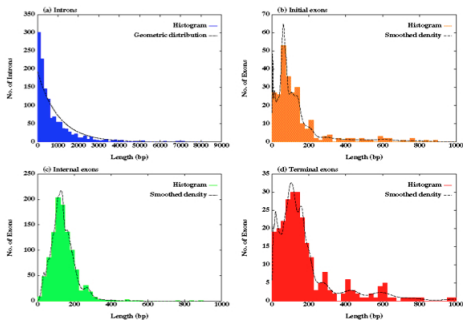 (a) Introns
Histogram
Geometric distribution
No. of Introns
350
300
250
200
150
100
50
0
0 1000 2000 3000 4000 5000 6000 7000 8000 9000
Length (bp)
(b) Initial exons
Histogram
Smoothed density
No. of Exons
70
60
50
40
30
20
10
0
0 200 400 600 800 1000
Length (bp)
(c) Internal exons
Histogram
Smoothed density
No. of Exons
250
200
150
100
50
0
0 200 400 600 800 1000
Length (bp)
(d) Terminal exons
Histogram
Smoothed density
No. of Exons
35
30
25
20
15
10
5
0
0 200 400 600 800 1000
Length (bp)